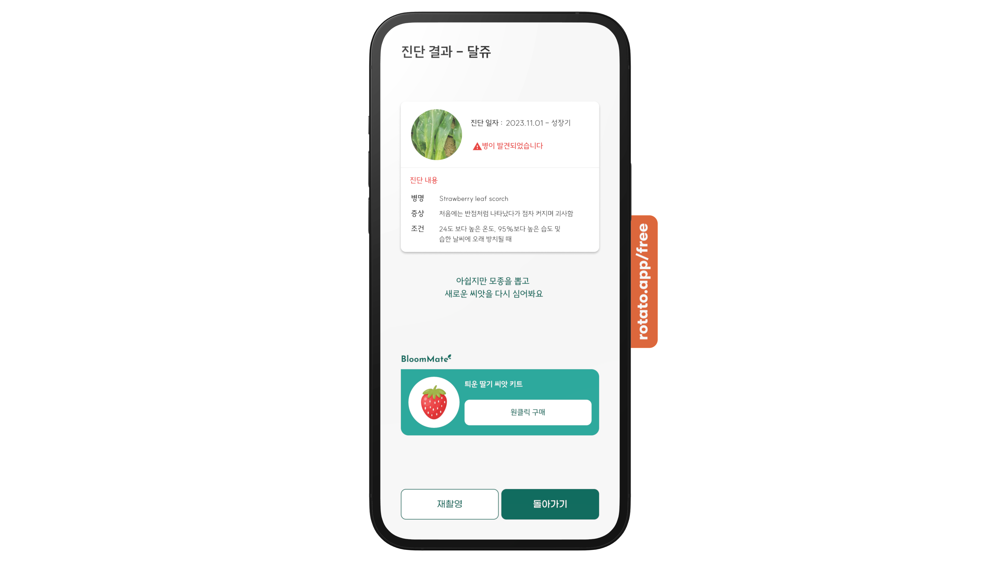 진단 결과 - 달쥬
진단 일자 : 2023.11.01 - 성장기
병이 발견되었습니다
진단 내용
병명 Strawberry leaf scorch
증상 처음에는 반점처럼 나타났다가 점차 커지며 괴사함
조건 24도 보다 높은 온도, 95%보다 높은 습도 및
습한 날씨에 오래 방치될 때
아쉽지만 모종을 뽑고
새로운 씨앗을 다시 심어봐요
BloomMate
틔운 딸기 씨앗 키트
원클릭 구매
재촬영
돌아가기
rotato.app/free